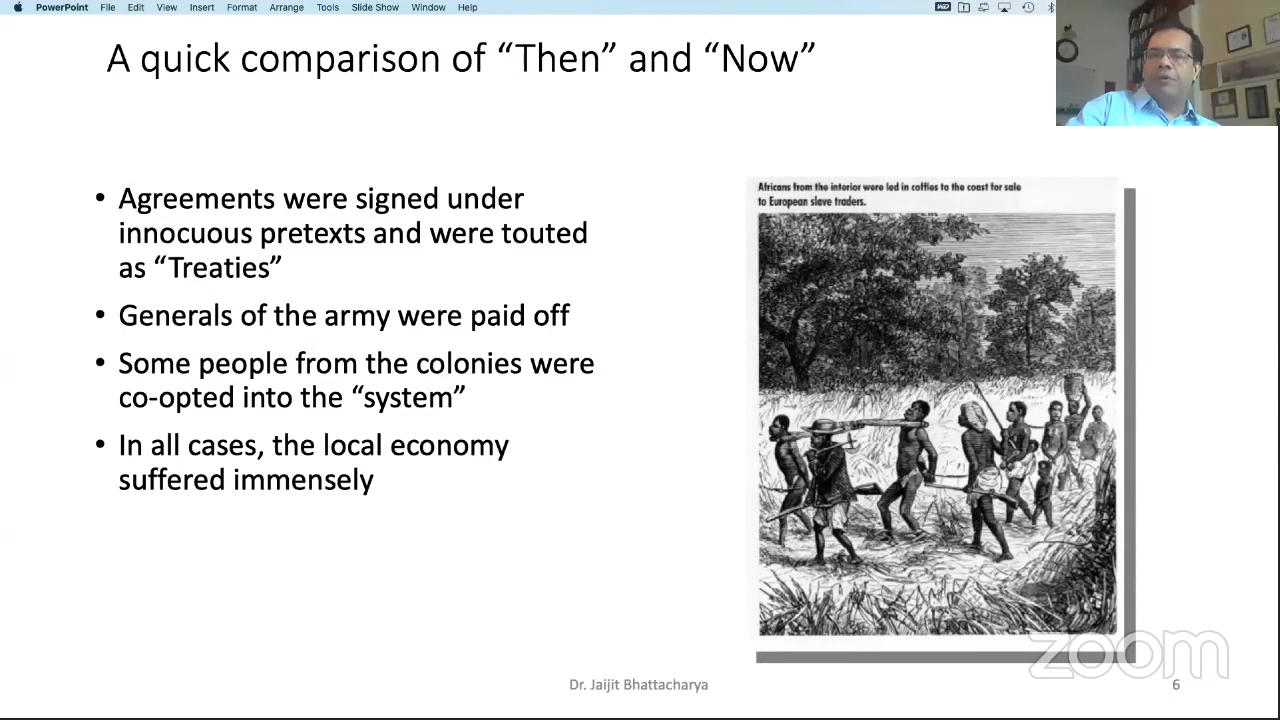 PowerPoint File Edit View Insert Format Arrange Tools Slide Show Window Help
A quick comparison of “Then” and “Now”
• Agreements were signed under
innocuous pretexts and were touted
as “Treaties”
• Generals of the army were paid off
• Some people from the colonies were
co-opted into the “system”
• In all cases, the local economy
suffered immensely
Africans from the interior were led in coffles to the coast for sale
to European slave traders.
zoom
Dr. Jaijit Bhattacharya
6